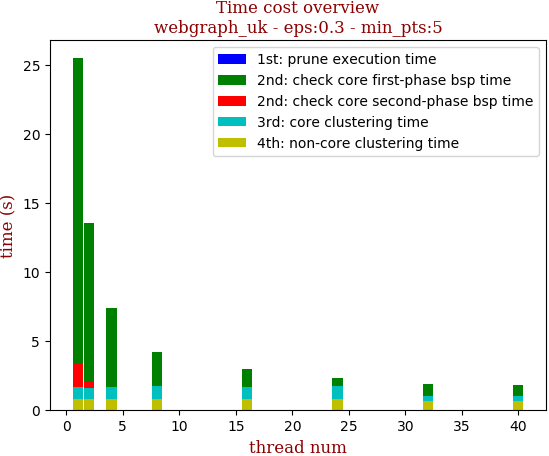 Time cost overview
webgraph_uk - eps:0.3 - min_pts:5
1st: prune execution time
2nd: check core first-phase bsp time
2nd: check core second-phase bsp time
3rd: core clustering time
4th: non-core clustering time
time (s)
25
20
15
10
5
0
0 5 10 15 20 25 30 35 40
thread num